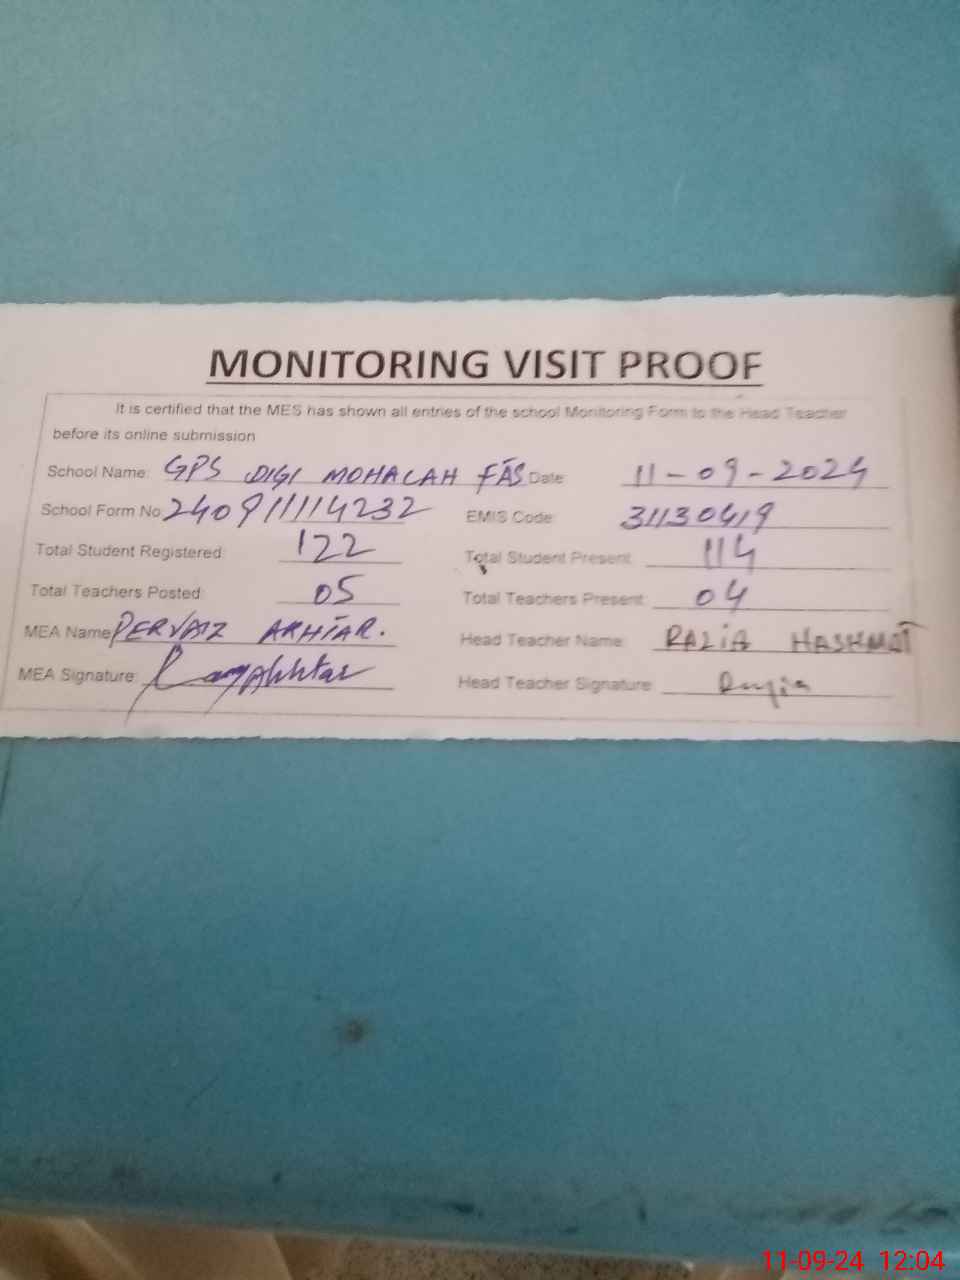 MONITORING VISIT PROOF
It is certified that the MES has shown all entries of the school Monitoring Form to the Head Teacher
before its online submission
School Name: GPS DIGI MOHALAH FAS Date: 11-09-2024
School Form No: 240911114232 EMIS Code: 31130419
Total Student Registered: 122 Total Student Present: 114
Total Teachers Posted: 05 Total Teachers Present: 04
MEA Name: PERVAIZ AKHTAR. Head Teacher Name: RAZIA HASHMAT
MEA Signature: Head Teacher Signature: Razia
11-09-24 12:04